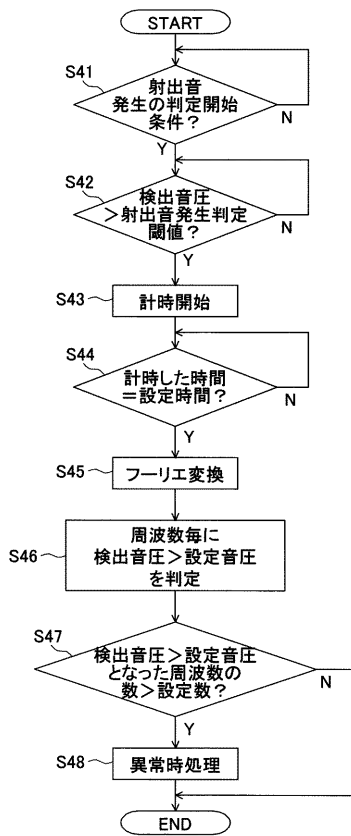 START
S41
射出音
発生の判定開始
条件？
N
Y
S42
検出音圧
＞射出音発生判定
閾値？
N
Y
S43
計時開始
S44
計時した時間
＝設定時間？
N
Y
S45
フーリエ変換
S46
周波数毎に
検出音圧＞設定音圧
を判定
S47
検出音圧＞設定音圧
となった周波数の
数＞設定数？
N
Y
S48
異常時処理
END